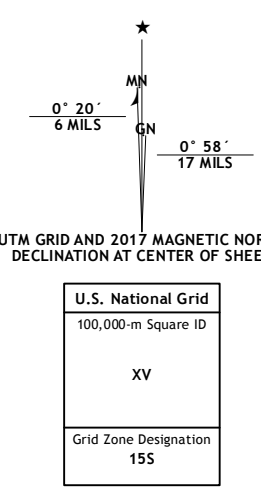 ★
MN
0° 20´
6 MILS
GN
0° 58´
17 MILS
UTM GRID AND 2017 MAGNETIC NOR
DECLINATION AT CENTER OF SHEE
U.S. National Grid
100,000-m Square ID
XV
Grid Zone Designation
15S